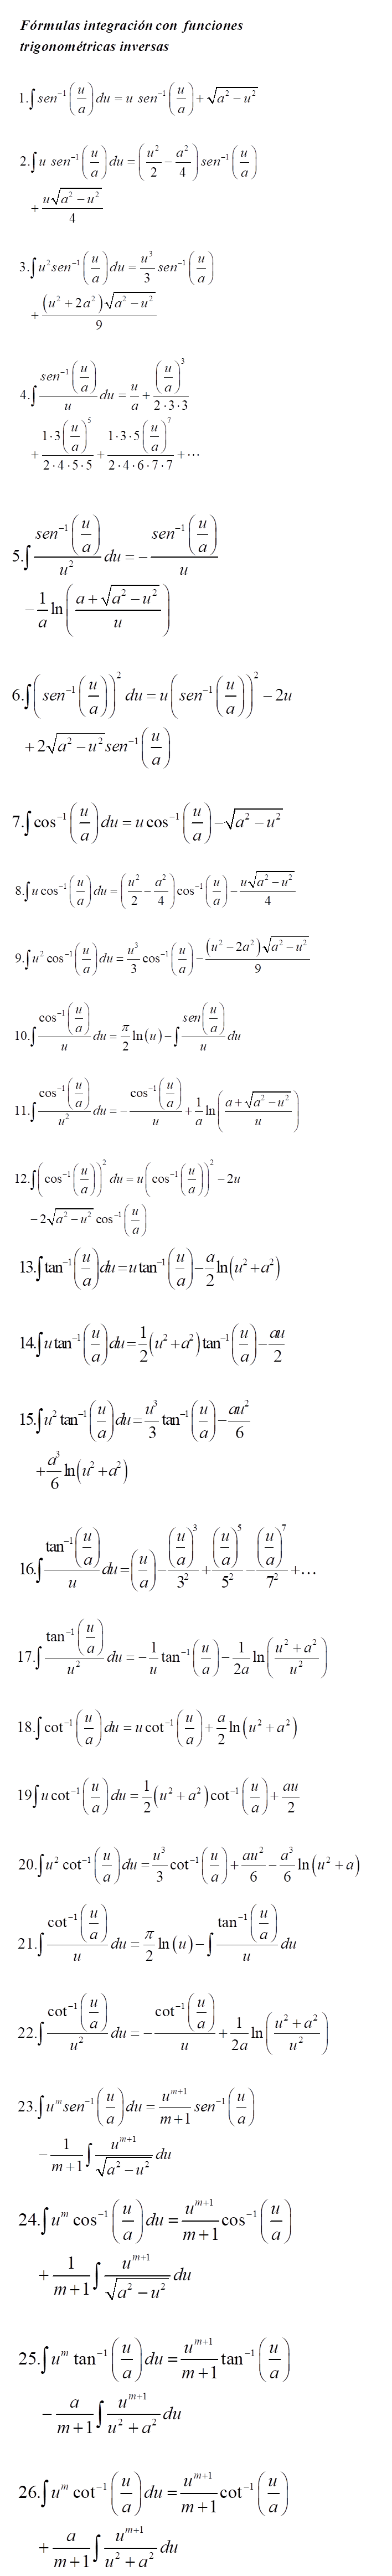 Fórmulas integración con funciones
trigonométricas inversas
1.∫sen⁻¹(u/a)du = u sen⁻¹(u/a)+√(a²−u²)
2.∫u sen⁻¹(u/a)du = (u²/2−a²/4)sen⁻¹(u/a)
+u√(a²−u²)/4
3.∫u²sen⁻¹(u/a)du = u³/3 sen⁻¹(u/a)
+(u²+2a²)√(a²−u²)/9
4.∫sen⁻¹(u/a)/u du = u/a+(u/a)³/2·3·3
+1·3(u/a)⁵/2·4·5·5+1·3·5(u/a)⁷/2·4·6·7·7+⋯
5.∫sen⁻¹(u/a)/u² du = −sen⁻¹(u/a)/u
−1/a ln(a+√(a²−u²)/u)
6.∫(sen⁻¹(u/a))² du = u(sen⁻¹(u/a))²−2u
+2√(a²−u²)sen⁻¹(u/a)
7.∫cos⁻¹(u/a)du = u cos⁻¹(u/a)−√(a²−u²)
8.∫u cos⁻¹(u/a)du = (u²/2−a²/4)cos⁻¹(u/a)−u√(a²−u²)/4
9.∫u² cos⁻¹(u/a)du = u³/3 cos⁻¹(u/a)−(u²−2a²)√(a²−u²)/9
10.∫cos⁻¹(u/a)/u du = π/2 ln(u)−∫sen(u/a)/u du
11.∫cos⁻¹(u/a)/u² du = −cos⁻¹(u/a)/u+1/a ln(a+√(a²−u²)/u)
12.∫(cos⁻¹(u/a))² du = u(cos⁻¹(u/a))²−2u
−2√(a²−u²) cos⁻¹(u/a)
13.∫tan⁻¹(u/a)du=u tan⁻¹(u/a)−a/2 ln(u²+a²)
14.∫u tan⁻¹(u/a)du=1/2(u²+a²)tan⁻¹(u/a)−au/2
15.∫u² tan⁻¹(u/a)du=u³/3 tan⁻¹(u/a)−au²/6
+a³/6 ln(u²+a²)
16.∫tan⁻¹(u/a)/u du=(u/a)−(u/a)³/3²+(u/a)⁵/5²−(u/a)⁷/7²+…
17.∫tan⁻¹(u/a)/u² du = −1/u tan⁻¹(u/a)−1/2a ln(u²+a²/u²)
18.∫cot⁻¹(u/a)du = u cot⁻¹(u/a)+a/2 ln(u²+a²)
19∫u cot⁻¹(u/a)du = 1/2(u²+a²)cot⁻¹(u/a)+au/2
20.∫u² cot⁻¹(u/a)du = u³/3 cot⁻¹(u/a)+au²/6−a³/6 ln(u²+a)
21.∫cot⁻¹(u/a)/u du = π/2 ln(u)−∫tan⁻¹(u/a)/u du
22.∫cot⁻¹(u/a)/u² du = −cot⁻¹(u/a)/u+1/2a ln(u²+a²/u²)
23.∫uᵐsen⁻¹(u/a)du = uᵐ⁺¹/m+1 sen⁻¹(u/a)
−1/m+1∫uᵐ⁺¹/√(a²−u²) du
24.∫uᵐ cos⁻¹(u/a)du = uᵐ⁺¹/m+1 cos⁻¹(u/a)
+1/m+1∫uᵐ⁺¹/√(a²−u²) du
25.∫uᵐ tan⁻¹(u/a)du = uᵐ⁺¹/m+1 tan⁻¹(u/a)
−a/m+1∫uᵐ⁺¹/u²+a² du
26.∫uᵐ cot⁻¹(u/a)du = uᵐ⁺¹/m+1 cot⁻¹(u/a)
+a/m+1∫uᵐ⁺¹/u²+a² du